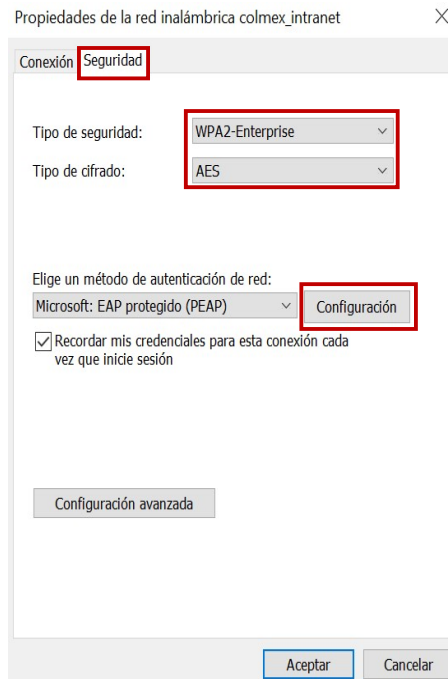 Propiedades de la red inalámbrica colmex_intranet
Conexión Seguridad
Tipo de seguridad: WPA2-Enterprise
Tipo de cifrado: AES
Elige un método de autenticación de red:
Microsoft: EAP protegido (PEAP) Configuración
Recordar mis credenciales para esta conexión cada
vez que inicie sesión
Configuración avanzada
Aceptar Cancelar